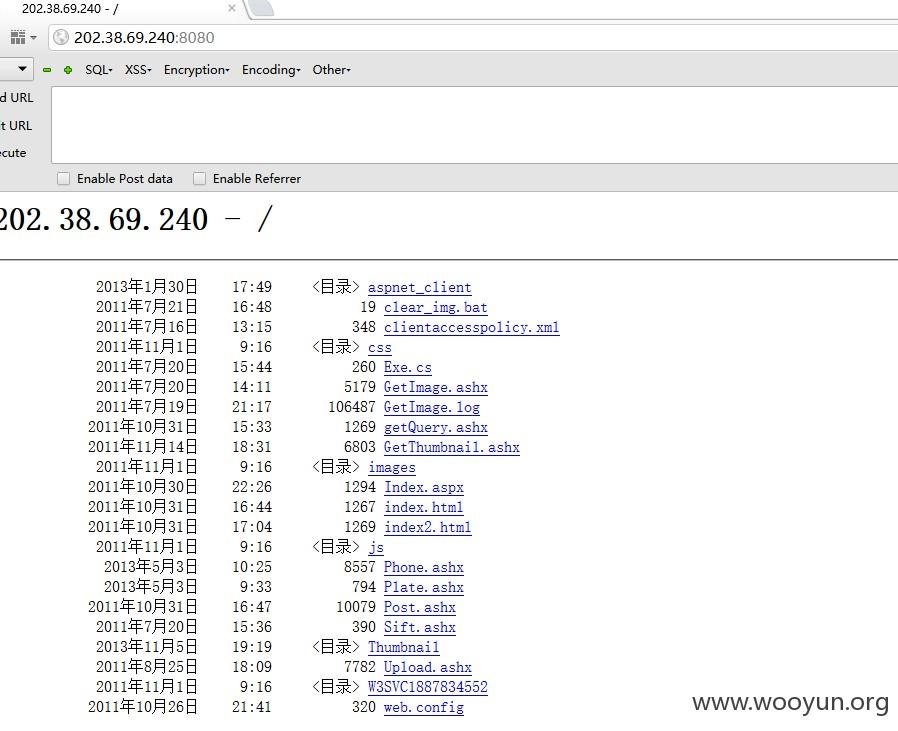 202.38.69.240 - /
202.38.69.240:8080
SQL XSS Encryption Encoding Other
d URL
it URL
ecute
Enable Post data Enable Referrer
202.38.69.240 - /
2013年1月30日 17:49 <目录> aspnet_client
2011年7月21日 16:48 19 clear_img.bat
2011年7月16日 13:15 348 clientaccesspolicy.xml
2011年11月1日 9:16 <目录> css
2011年7月20日 15:44 260 Exe.cs
2011年7月20日 14:11 5179 GetImage.ashx
2011年7月19日 21:17 106487 GetImage.log
2011年10月31日 15:33 1269 getQuery.ashx
2011年11月14日 18:31 6803 GetThumbnail.ashx
2011年11月1日 9:16 <目录> images
2011年10月30日 22:26 1294 Index.aspx
2011年10月31日 16:44 1267 index.html
2011年10月31日 17:04 1269 index2.html
2011年11月1日 9:16 <目录> js
2013年5月3日 10:25 8557 Phone.ashx
2013年5月3日 9:33 794 Plate.ashx
2011年10月31日 16:47 10079 Post.ashx
2011年7月20日 15:36 390 Sift.ashx
2013年11月5日 19:19 <目录> Thumbnail
2011年8月25日 18:09 7782 Upload.ashx
2011年11月1日 9:16 <目录> W3SVC1887834552
2011年10月26日 21:41 320 web.config
www.wooyun.org